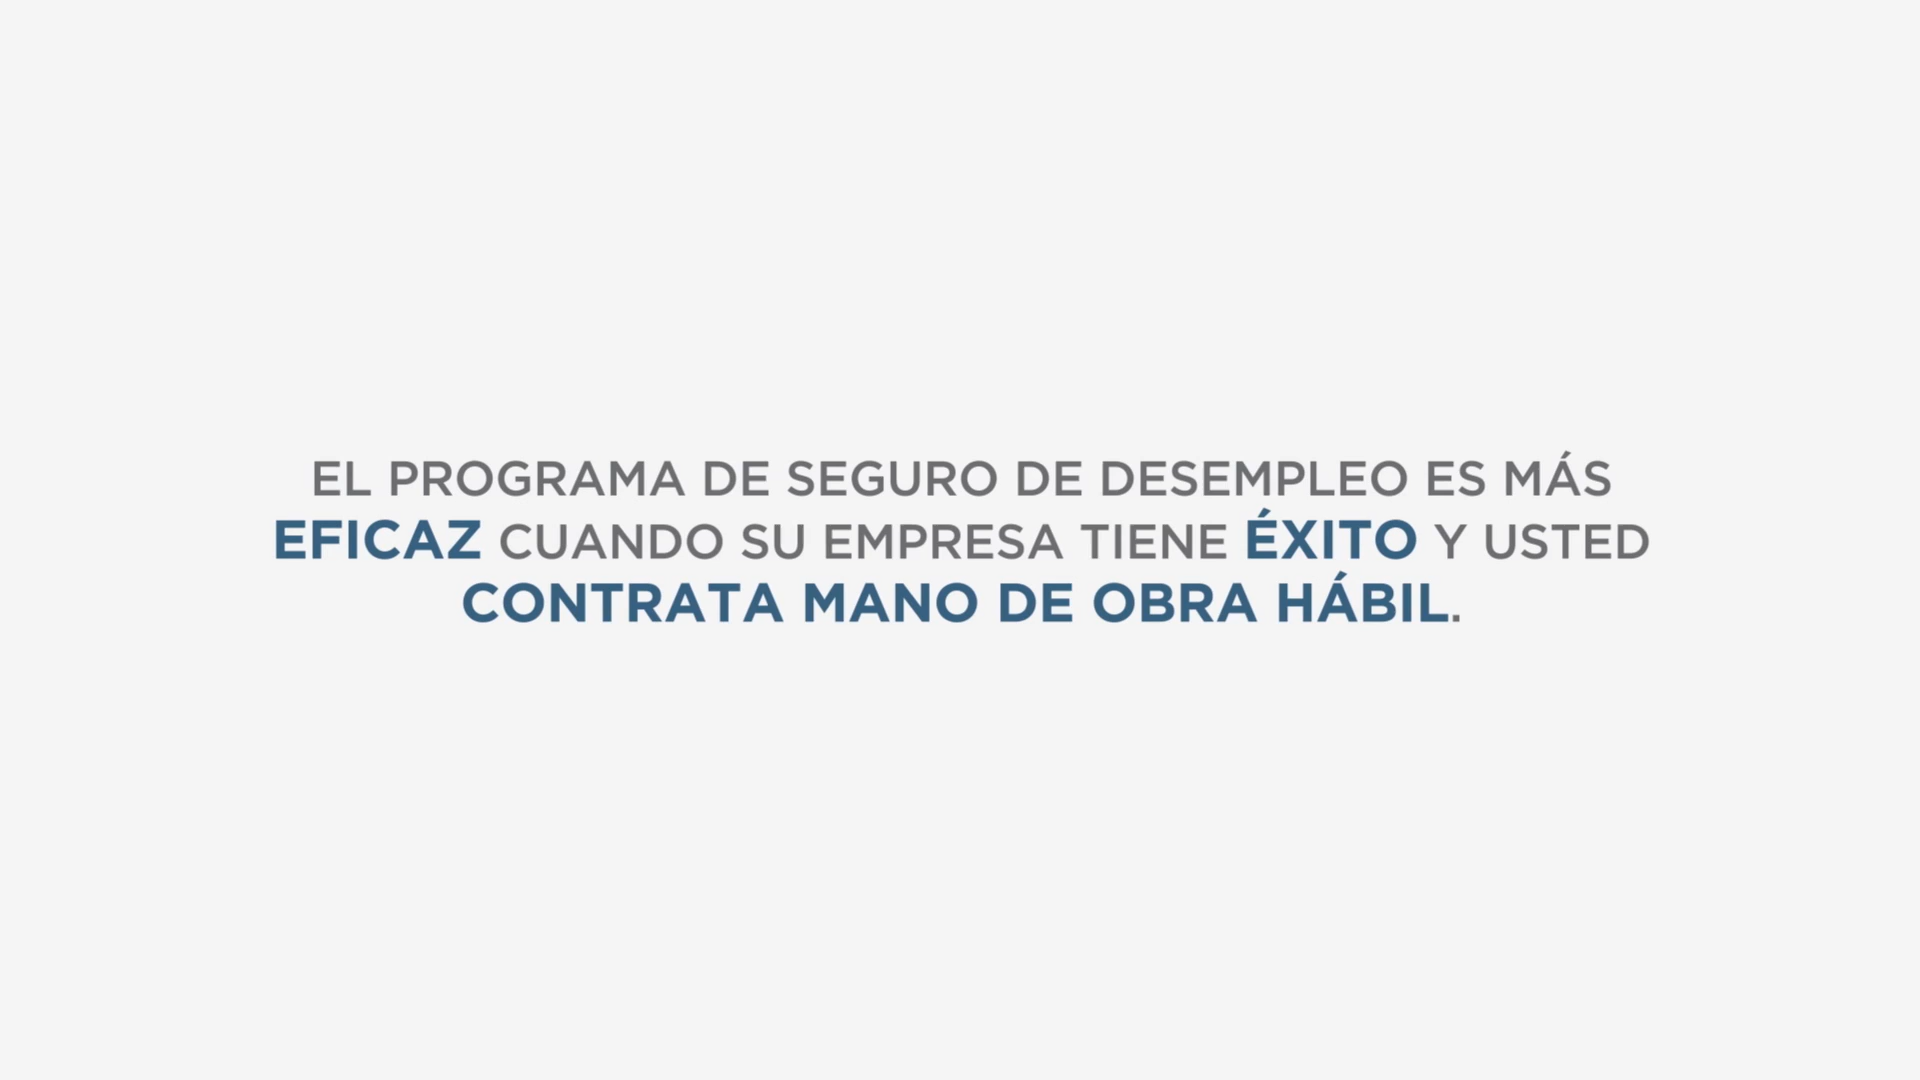 EL PROGRAMA DE SEGURO DE DESEMPLEO ES MÁS
EFICAZ CUANDO SU EMPRESA TIENE ÉXITO Y USTED
CONTRATA MANO DE OBRA HÁBIL.